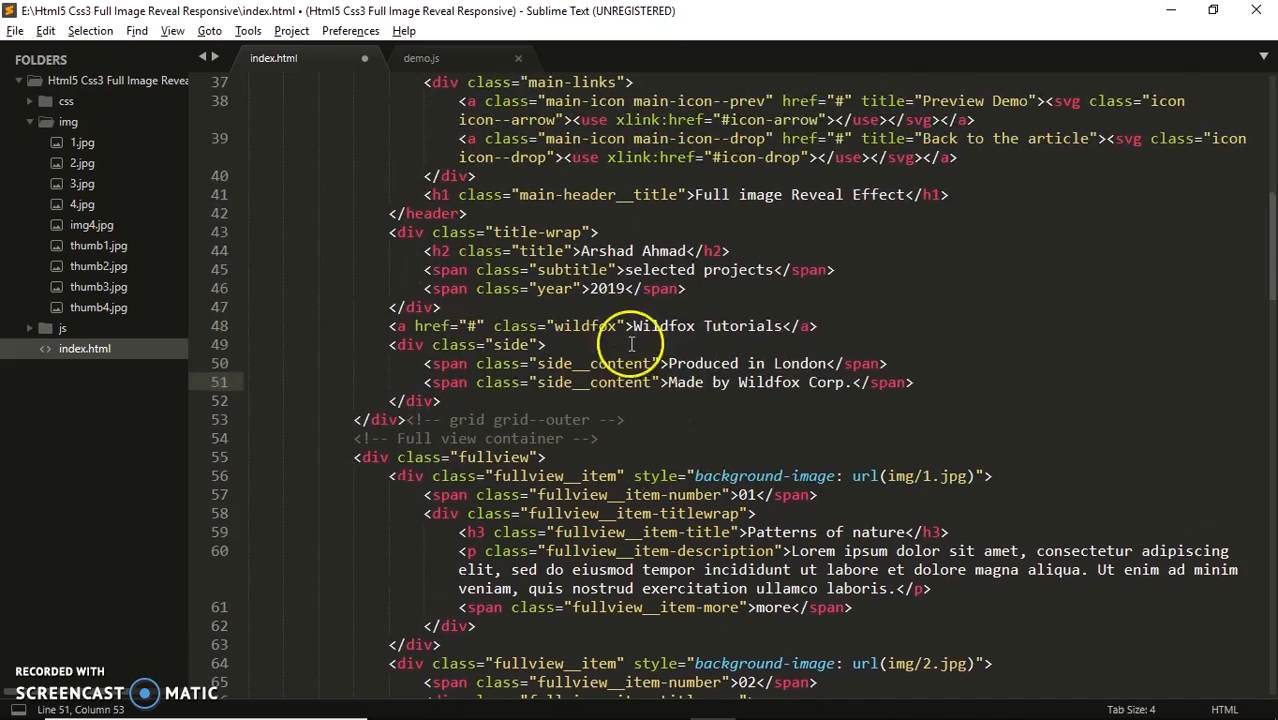 E:\Html5 Css3 Full Image Reveal Responsive\index.html • (Html5 Css3 Full Image Reveal Responsive) - Sublime Text (UNREGISTERED)
File Edit Selection Find View Goto Tools Project Preferences Help
FOLDERS
Html5 Css3 Full Image Revea
css
img
1.jpg
2.jpg
3.jpg
4.jpg
img4.jpg
thumb1.jpg
thumb2.jpg
thumb3.jpg
thumb4.jpg
js
index.html
index.html demo.js
37 <div class="main-links">
38 <a class="main-icon main-icon--prev" href="#" title="Preview Demo"><svg class="icon
icon--arrow"><use xlink:href="#icon-arrow"></use></svg></a>
39 <a class="main-icon main-icon--drop" href="#" title="Back to the article"><svg class="icon
icon--drop"><use xlink:href="#icon-drop"></use></svg></a>
40 </div>
41 <h1 class="main-header__title">Full image Reveal Effect</h1>
42 </header>
43 <div class="title-wrap">
44 <h2 class="title">Arshad Ahmad</h2>
45 <span class="subtitle">selected projects</span>
46 <span class="year">2019</span>
47 </div>
48 <a href="#" class="wildfox">Wildfox Tutorials</a>
49 <div class="side">
50 <span class="side__content">Produced in London</span>
51 <span class="side__content">Made by Wildfox Corp.</span>
52 </div>
53 </div><!-- grid grid--outer -->
54 <!-- Full view container -->
55 <div class="fullview">
56 <div class="fullview__item" style="background-image: url(img/1.jpg)">
57 <span class="fullview__item-number">01</span>
58 <div class="fullview__item-titlewrap">
59 <h3 class="fullview__item-title">Patterns of nature</h3>
60 <p class="fullview__item-description">Lorem ipsum dolor sit amet, consectetur adipiscing
elit, sed do eiusmod tempor incididunt ut labore et dolore magna aliqua. Ut enim ad minim
veniam, quis nostrud exercitation ullamco laboris.</p>
61 <span class="fullview__item-more">more</span>
62 </div>
63 </div>
64 <div class="fullview__item" style="background-image: url(img/2.jpg)">
65 <span class="fullview__item-number">02</span>
RECORDED WITH
SCREENCAST MATIC
Line 51, Column 53 Tab Size: 4 HTML